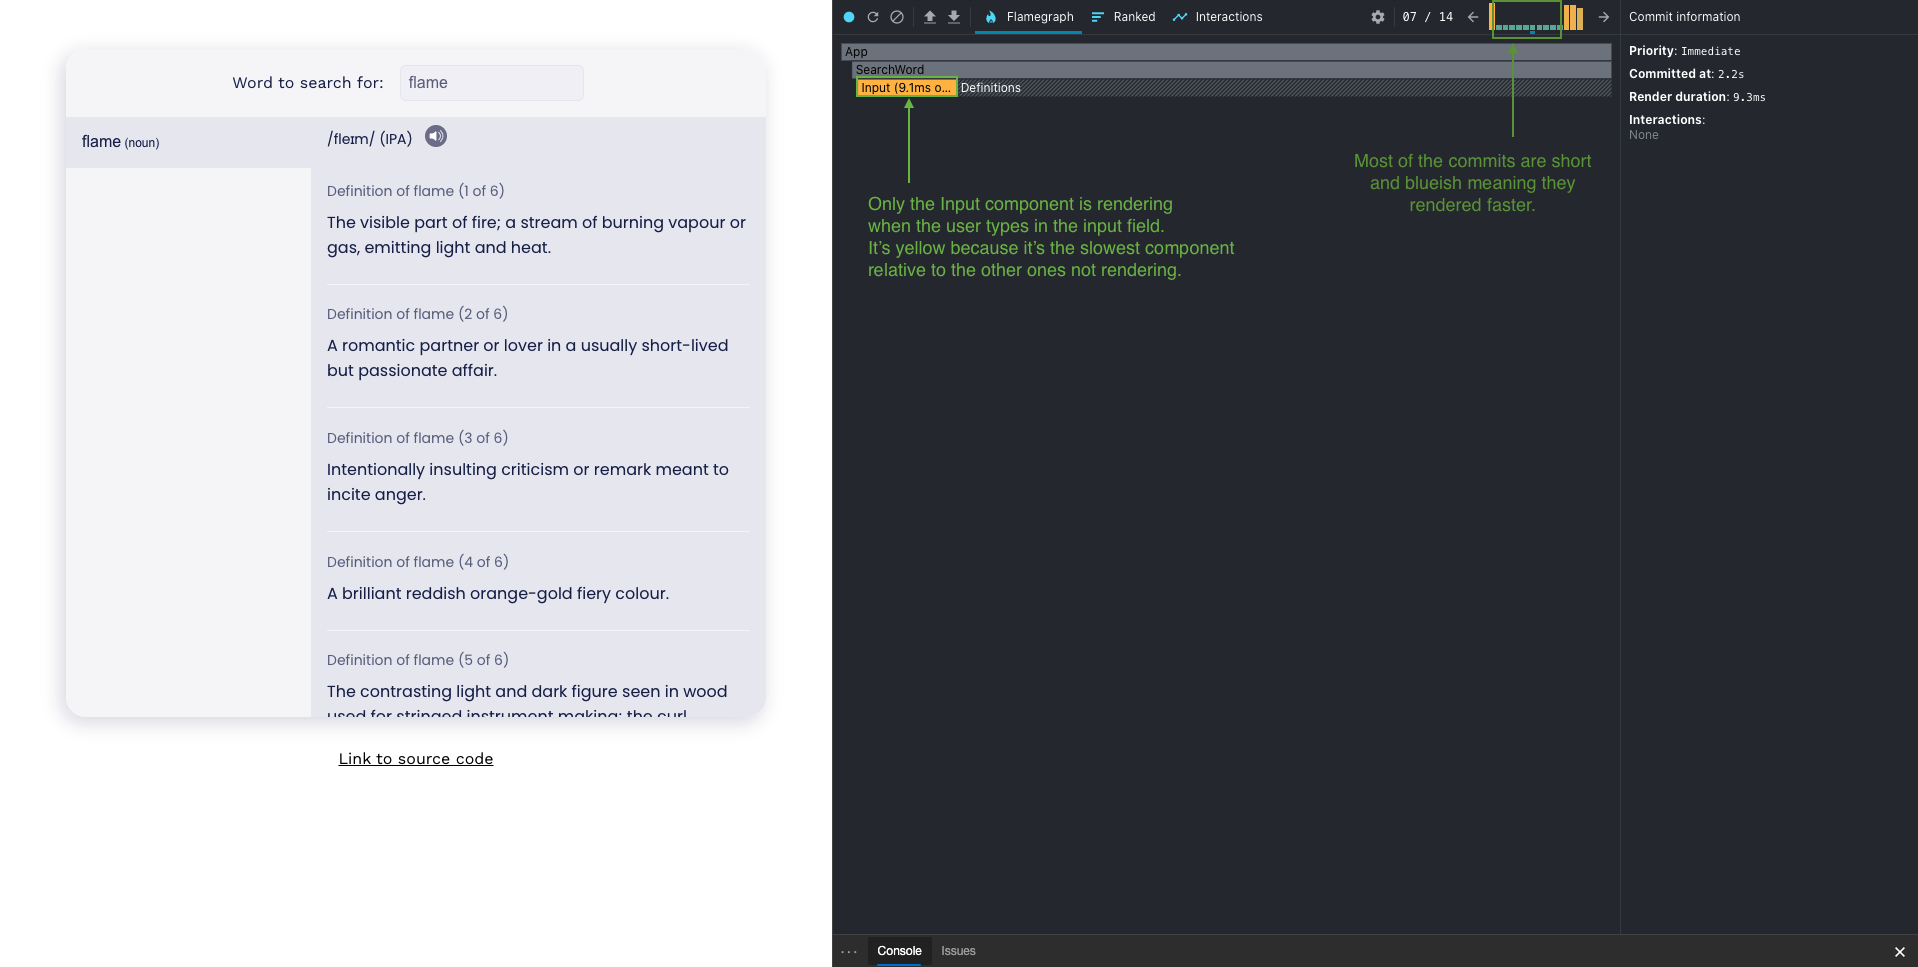 Word to search for: flame
flame (noun)
/fleɪm/ (IPA)
Definition of flame (1 of 6)
The visible part of fire; a stream of burning vapour or
gas, emitting light and heat.
Definition of flame (2 of 6)
A romantic partner or lover in a usually short-lived
but passionate affair.
Definition of flame (3 of 6)
Intentionally insulting criticism or remark meant to
incite anger.
Definition of flame (4 of 6)
A brilliant reddish orange-gold fiery colour.
Definition of flame (5 of 6)
The contrasting light and dark figure seen in wood
used for stringed instrument making; the curl.
Link to source code
Flamegraph Ranked Interactions 07 / 14
App
SearchWord
Input (9.1ms o... Definitions
Most of the commits are short
and blueish meaning they
rendered faster.
Only the Input component is rendering
when the user types in the input field.
It's yellow because it's the slowest component
relative to the other ones not rendering.
Commit information
Priority: Immediate
Committed at: 2.2s
Render duration: 9.3ms
Interactions:
None
Console Issues